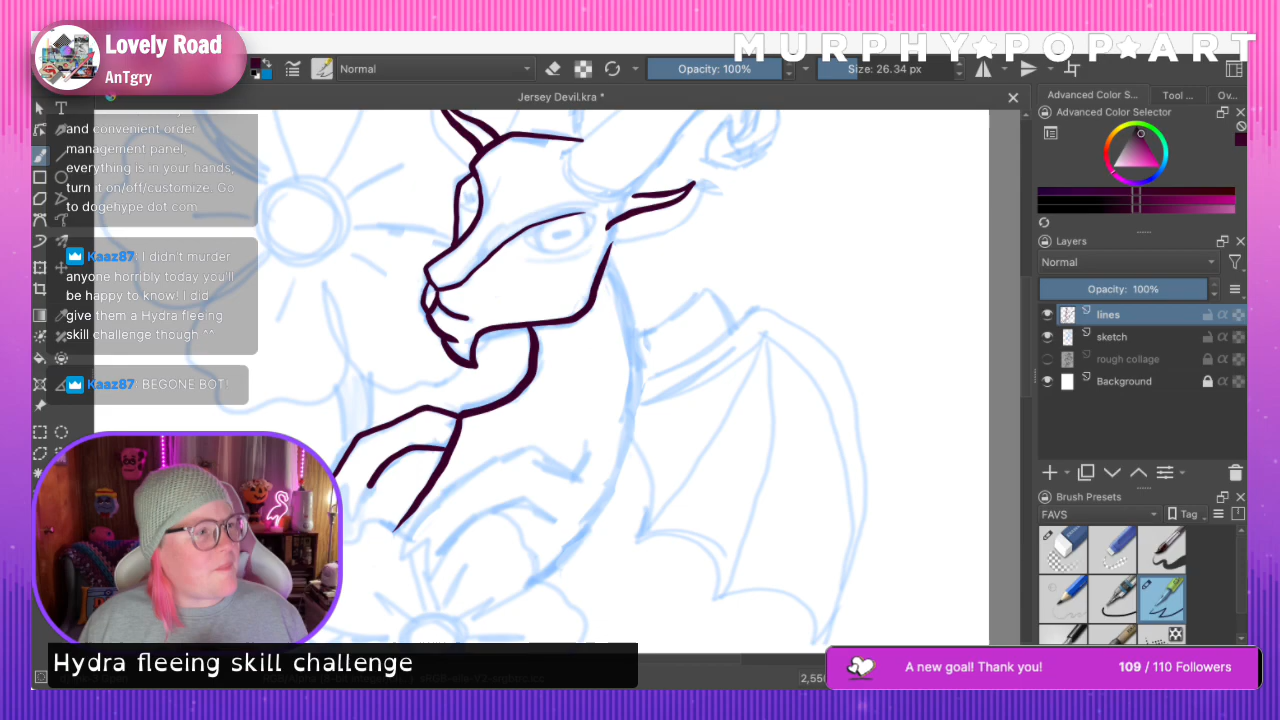 Lovely Road
AnTgry
MURPHY★POP★ART
Normal
Opacity: 100%
Size: 26.34 px
Jersey Devil.kra *
Advanced Color S...
Tool ...
Ov...
Advanced Color Selector
and convenient order
management panel,
everything is in your hands,
turn it on/off/customize. Go
to dogehype dot com.
Kaaz87: I didn't murder
anyone horribly today you'll
be happy to know! I did
give them a Hydra fleeing
skill challenge though ^^
Kaaz87: BEGONE BOT!
Layers
Normal
Opacity: 100%
lines
sketch
rough collage
Background
Brush Presets
FAVS
Tag
Hydra fleeing skill challenge
2,550
A new goal! Thank you!
109 / 110 Followers